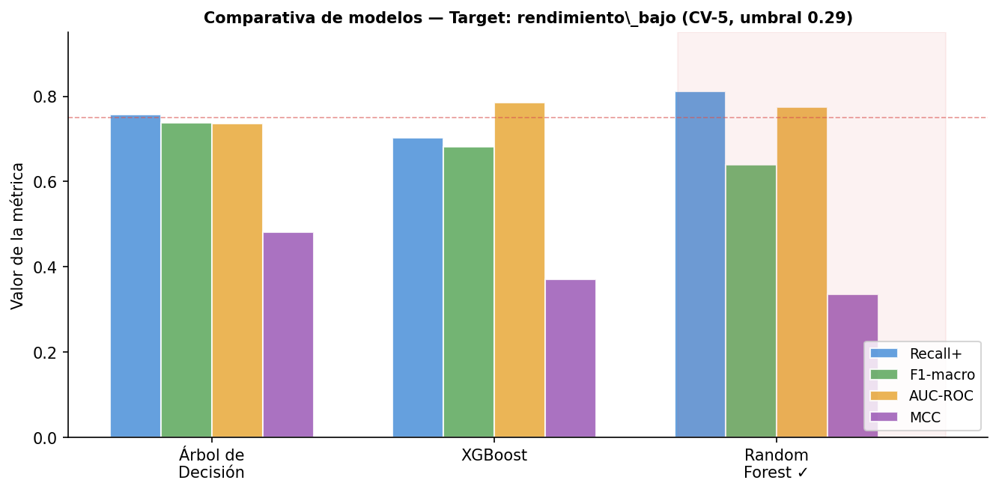 Comparativa de modelos — Target: rendimiento\_bajo (CV-5, umbral 0.29)
Valor de la métrica
0.8
0.6
0.4
0.2
0.0
Árbol de
Decisión
XGBoost
Random
Forest ✓
Recall+
F1-macro
AUC-ROC
MCC